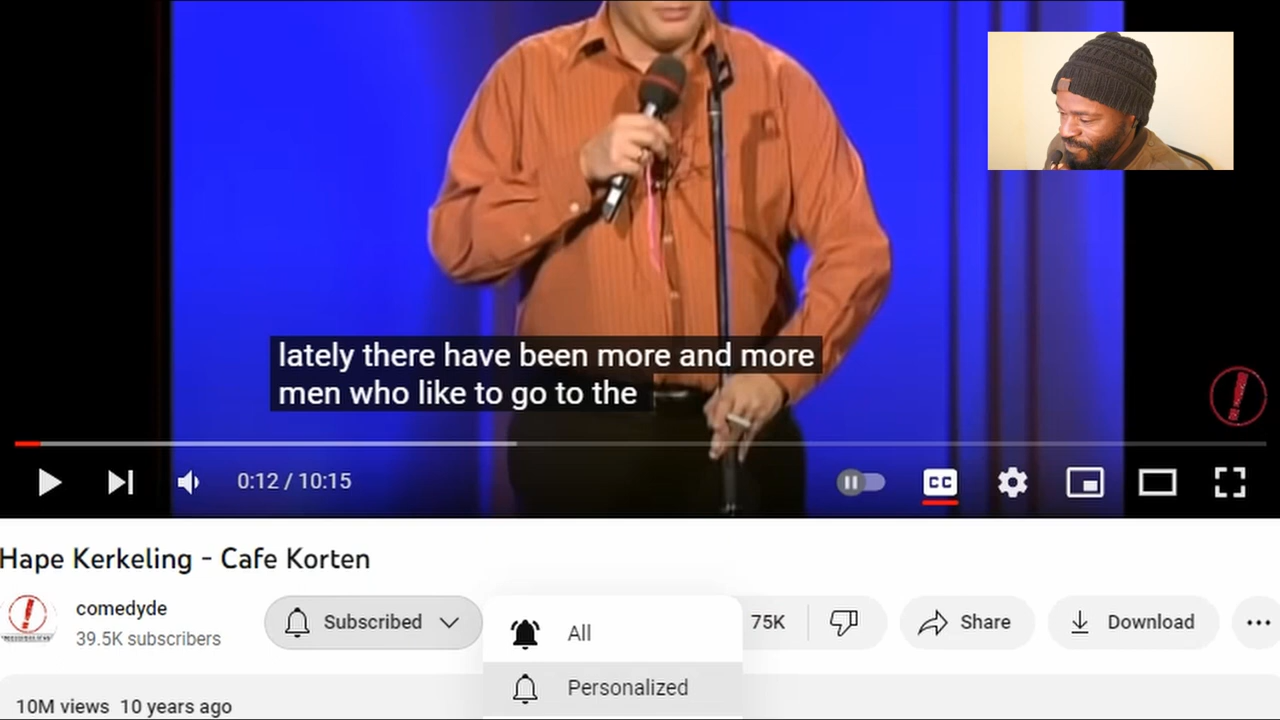 lately there have been more and more
men who like to go to the
0:12 / 10:15
CC
Hape Kerkeling - Cafe Korten
comedyde
39.5K subscribers
Subscribed
All
Personalized
75K
Share
Download
10M views 10 years ago